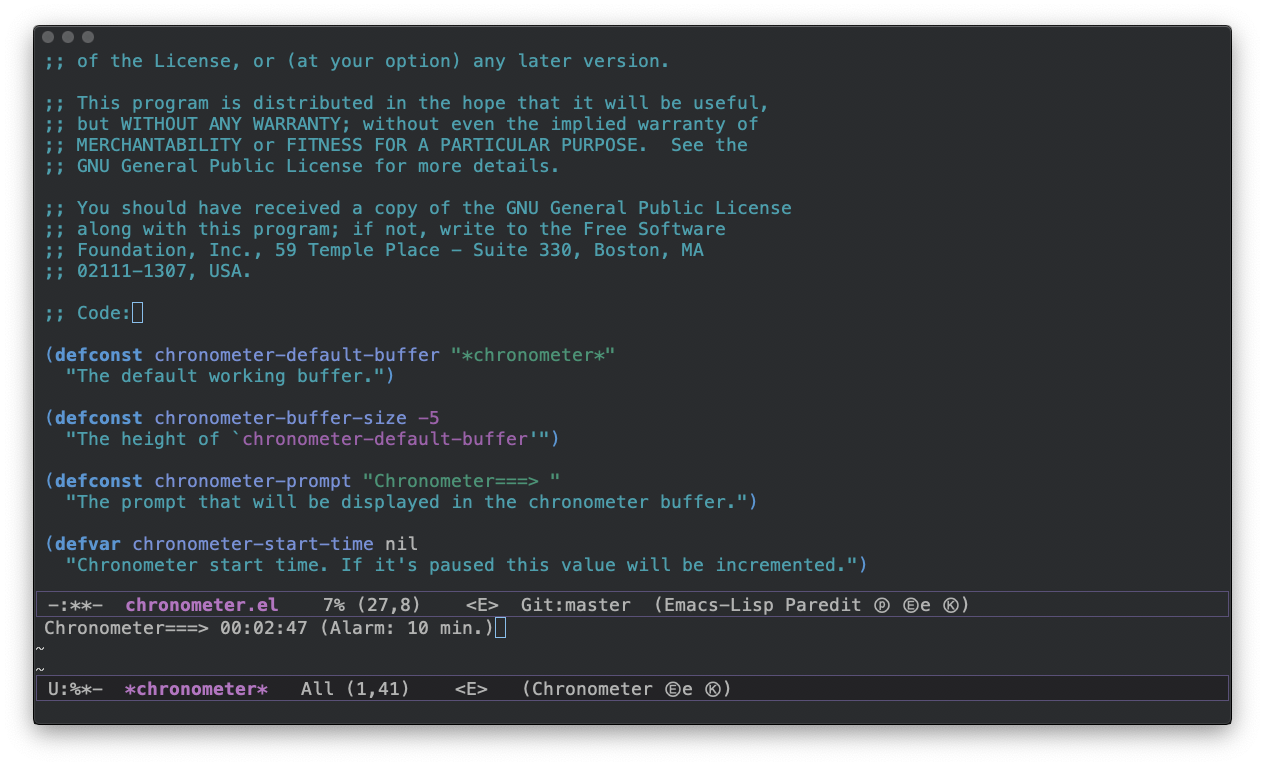 ;; of the License, or (at your option) any later version.
;; This program is distributed in the hope that it will be useful,
;; but WITHOUT ANY WARRANTY; without even the implied warranty of
;; MERCHANTABILITY or FITNESS FOR A PARTICULAR PURPOSE.  See the
;; GNU General Public License for more details.
;; You should have received a copy of the GNU General Public License
;; along with this program; if not, write to the Free Software
;; Foundation, Inc., 59 Temple Place - Suite 330, Boston, MA
;; 02111-1307, USA.
;; Code:
(defconst chronometer-default-buffer "*chronometer*"
  "The default working buffer.")
(defconst chronometer-buffer-size -5
  "The height of `chronometer-default-buffer'")
(defconst chronometer-prompt "Chronometer===> "
  "The prompt that will be displayed in the chronometer buffer.")
(defvar chronometer-start-time nil
  "Chronometer start time. If it's paused this value will be incremented.")
-:**-  chronometer.el    7% (27,8)    <E>  Git:master  (Emacs-Lisp Paredit ⓟ Ⓔe Ⓚ)
Chronometer===> 00:02:47 (Alarm: 10 min.)
~
~
U:%*-  *chronometer*   All (1,41)    <E>   (Chronometer Ⓔe Ⓚ)